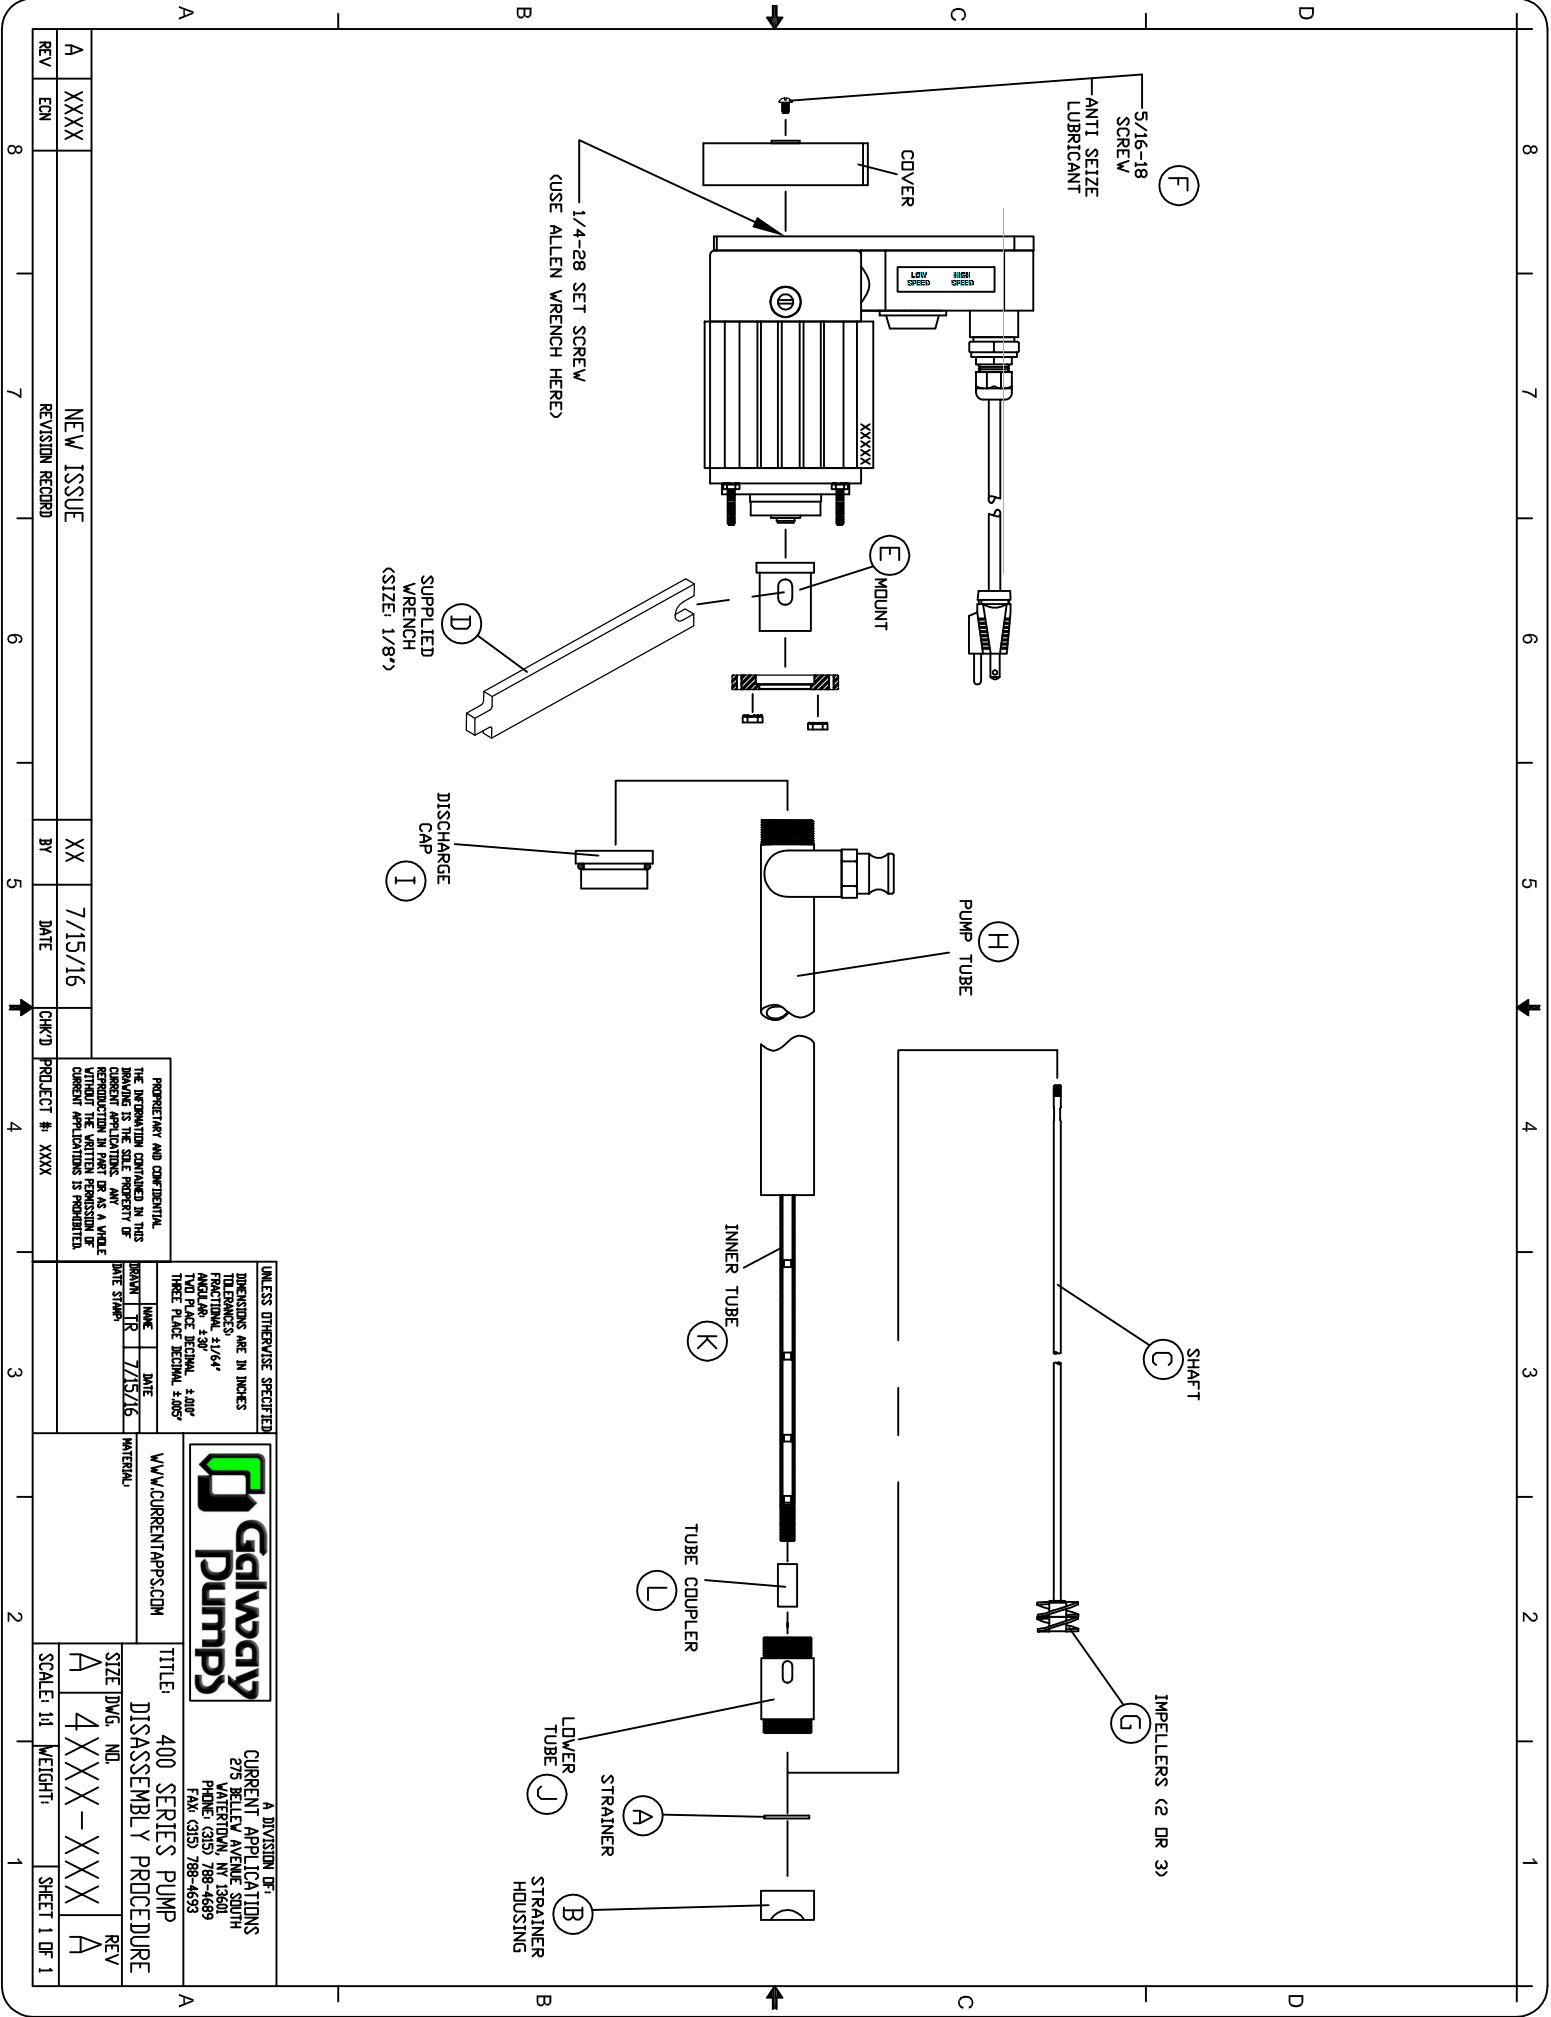 D
C
B
A
8
7
6
5
4
3
2
1
F
5/16-18
SCREW
ANTI SEIZE
LUBRICANT
COVER
LOW
SPEED
HIGH
SPEED
XXXXX
1/4-28 SET SCREW
(USE ALLEN WRENCH HERE)
E
MOUNT
SUPPLIED
WRENCH
(SIZE: 1/8")
D
DISCHARGE
CAP
I
H
PUMP TUBE
SHAFT
C
IMPELLERS (2 OR 3)
G
INNER TUBE
K
TUBE COUPLER
L
LOWER
TUBE
J
STRAINER
A
STRAINER
HOUSING
B
D
C
B
A
A XXXX NEW ISSUE XX 7/15/16
REV ECN REVISION RECORD BY DATE CHK'D
PROPRIETARY AND CONFIDENTIAL
THE INFORMATION CONTAINED IN THIS
DRAWING IS THE SOLE PROPERTY OF
CURRENT APPLICATIONS. ANY
REPRODUCTION IN PART OR AS A WHOLE
WITHOUT THE WRITTEN PERMISSION OF
CURRENT APPLICATIONS IS PROHIBITED.
PROJECT #: XXXX
UNLESS OTHERWISE SPECIFIED
DIMENSIONS ARE IN INCHES
TOLERANCES:
FRACTIONAL ±1/64"
ANGULAR: ±30'
TWO PLACE DECIMAL ±.010"
THREE PLACE DECIMAL ±.005"
NAME DATE
DRAWN TR 7/15/16
DATE STAMP:
Galway
Pumps
WWW.CURRENTAPPS.COM
MATERIAL:
A DIVISION OF:
CURRENT APPLICATIONS
275 BELLEW AVENUE SOUTH
WATERTOWN, NY 13601
PHONE: (315) 788-4689
FAX: (315) 788-4693
TITLE: 400 SERIES PUMP
DISASSEMBLY PROCEDURE
SIZE DWG. NO. REV
A 4XXX-XXX A
SCALE: 1:1 WEIGHT: SHEET 1 OF 1
8
7
6
5
4
3
2
1